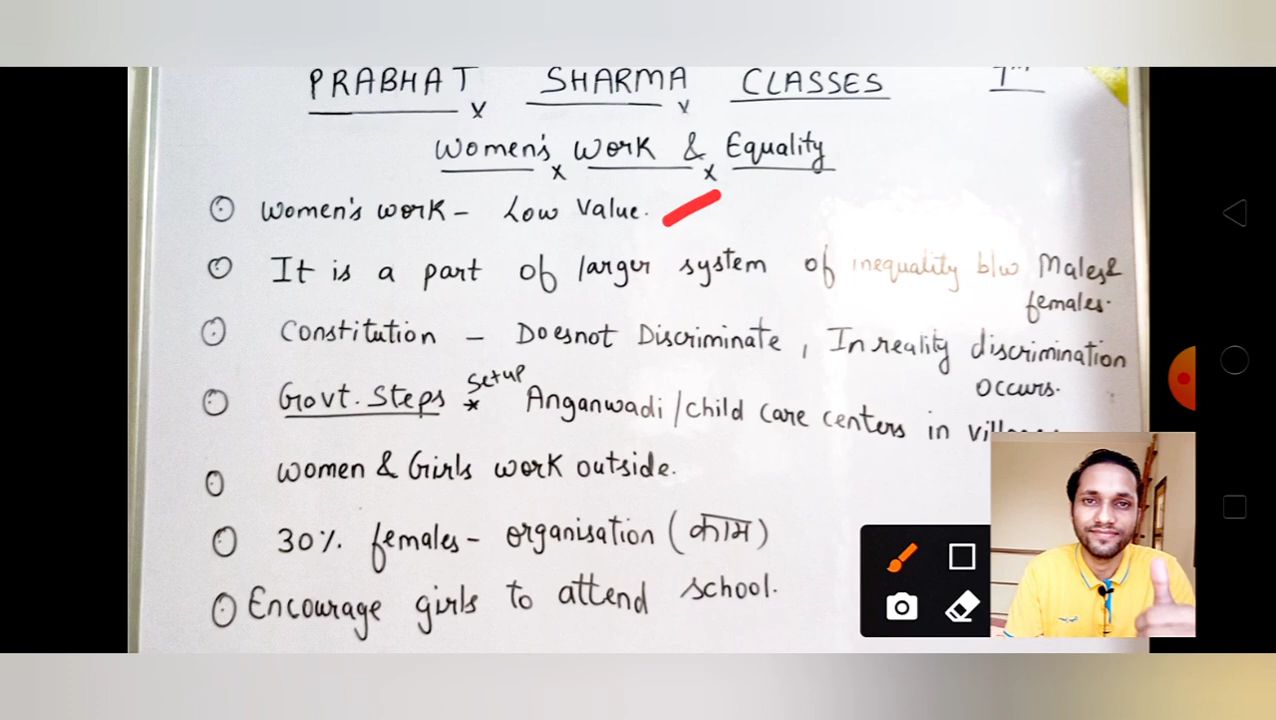 PRABHAT SHARMA CLASSES 7th
Women's Work & Equality
Women's work - Low Value.
It is a part of larger system of inequality b/w Males &
females.
Constitution - Doesnot Discriminate, In reality discrimination
occurs.
Govt. Steps * Setup Anganwadi / child care centers in
Women & Girls work outside.
30% females - organisation (काम)
Encourage girls to attend school.